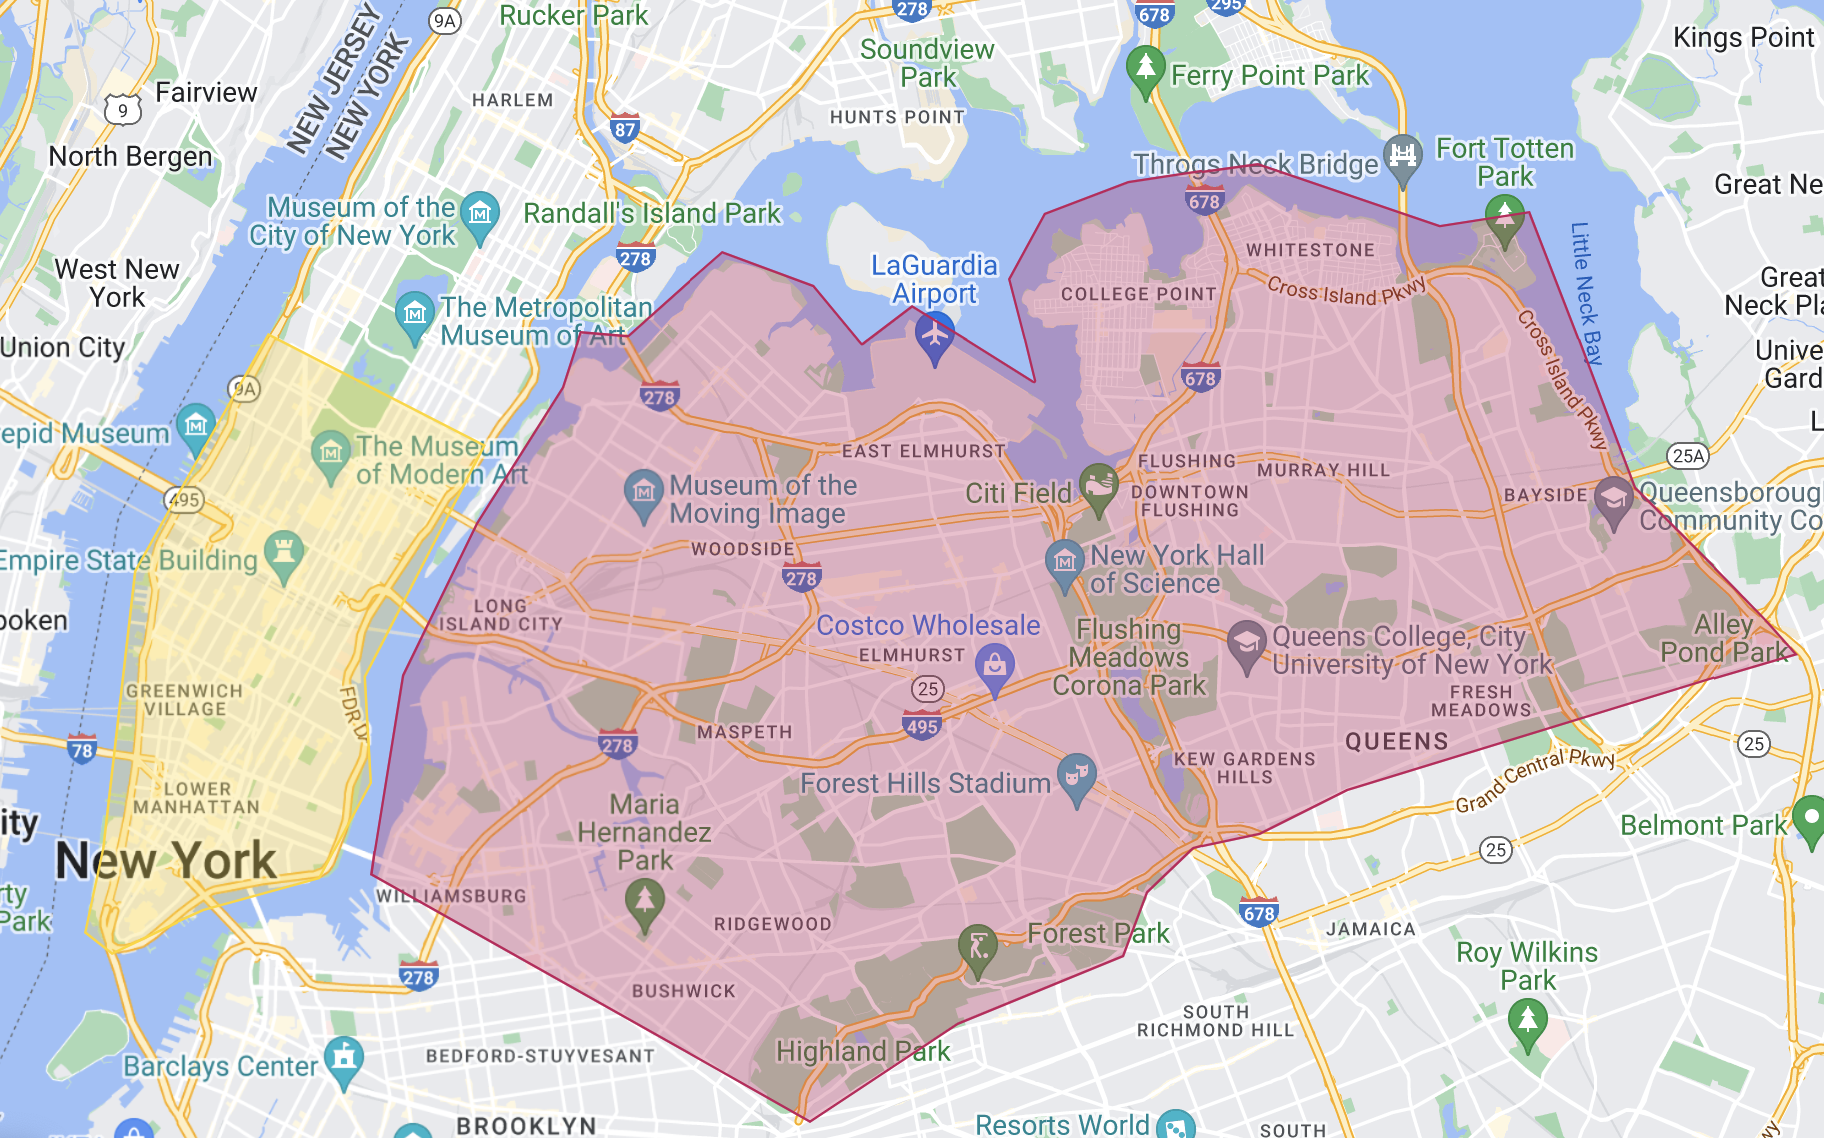 Rucker Park
9A
278
678
295
Kings Point
NEW JERSEY
NEW YORK
Soundview
Park
Ferry Point Park
9
Fairview
HARLEM
HUNTS POINT
87
North Bergen
Throgs Neck Bridge
Fort Totten
Park
Great Ne
Museum of the
City of New York
Randall's Island Park
678
278
WHITESTONE
Little Neck Bay
West New
York
LaGuardia
Airport
Great
Neck Pla
Cross Island Pkwy
COLLEGE POINT
The Metropolitan
Museum of Art
Cross Island Pkwy
Union City
Unive
Gard
9A
278
678
L
epid Museum
The Museum
of Modern Art
EAST ELMHURST
FLUSHING
MURRAY HILL
25A
495
Museum of the
Moving Image
Citi Field
DOWNTOWN
FLUSHING
BAYSIDE
Queensboroug
Community Co
Empire State Building
WOODSIDE
278
New York Hall
of Science
oboken
LONG
ISLAND CITY
Costco Wholesale
ELMHURST
Flushing
Meadows
Corona Park
Queens College, City
University of New York
Alley
Pond Park
25
GREENWICH
VILLAGE
FDR Dr
FRESH
MEADOWS
78
278
MASPETH
495
QUEENS
25
KEW GARDENS
HILLS
Grand Central Pkwy
LOWER
MANHATTAN
Forest Hills Stadium
Maria
Hernandez
Park
ity
New York
Belmont Park
25
rty
Park
WILLIAMSBURG
RIDGEWOOD
Forest Park
678
JAMAICA
278
BUSHWICK
Roy Wilkins
Park
SOUTH
RICHMOND HILL
Barclays Center
BEDFORD-STUYVESANT
Highland Park
BROOKLYN
Resorts World
SOUTH
wy